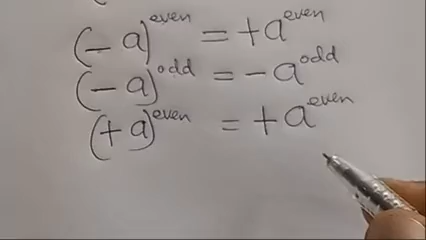 (-a)^even = +a^even
(-a)^odd = -a^odd
(+a)^even = +a^even